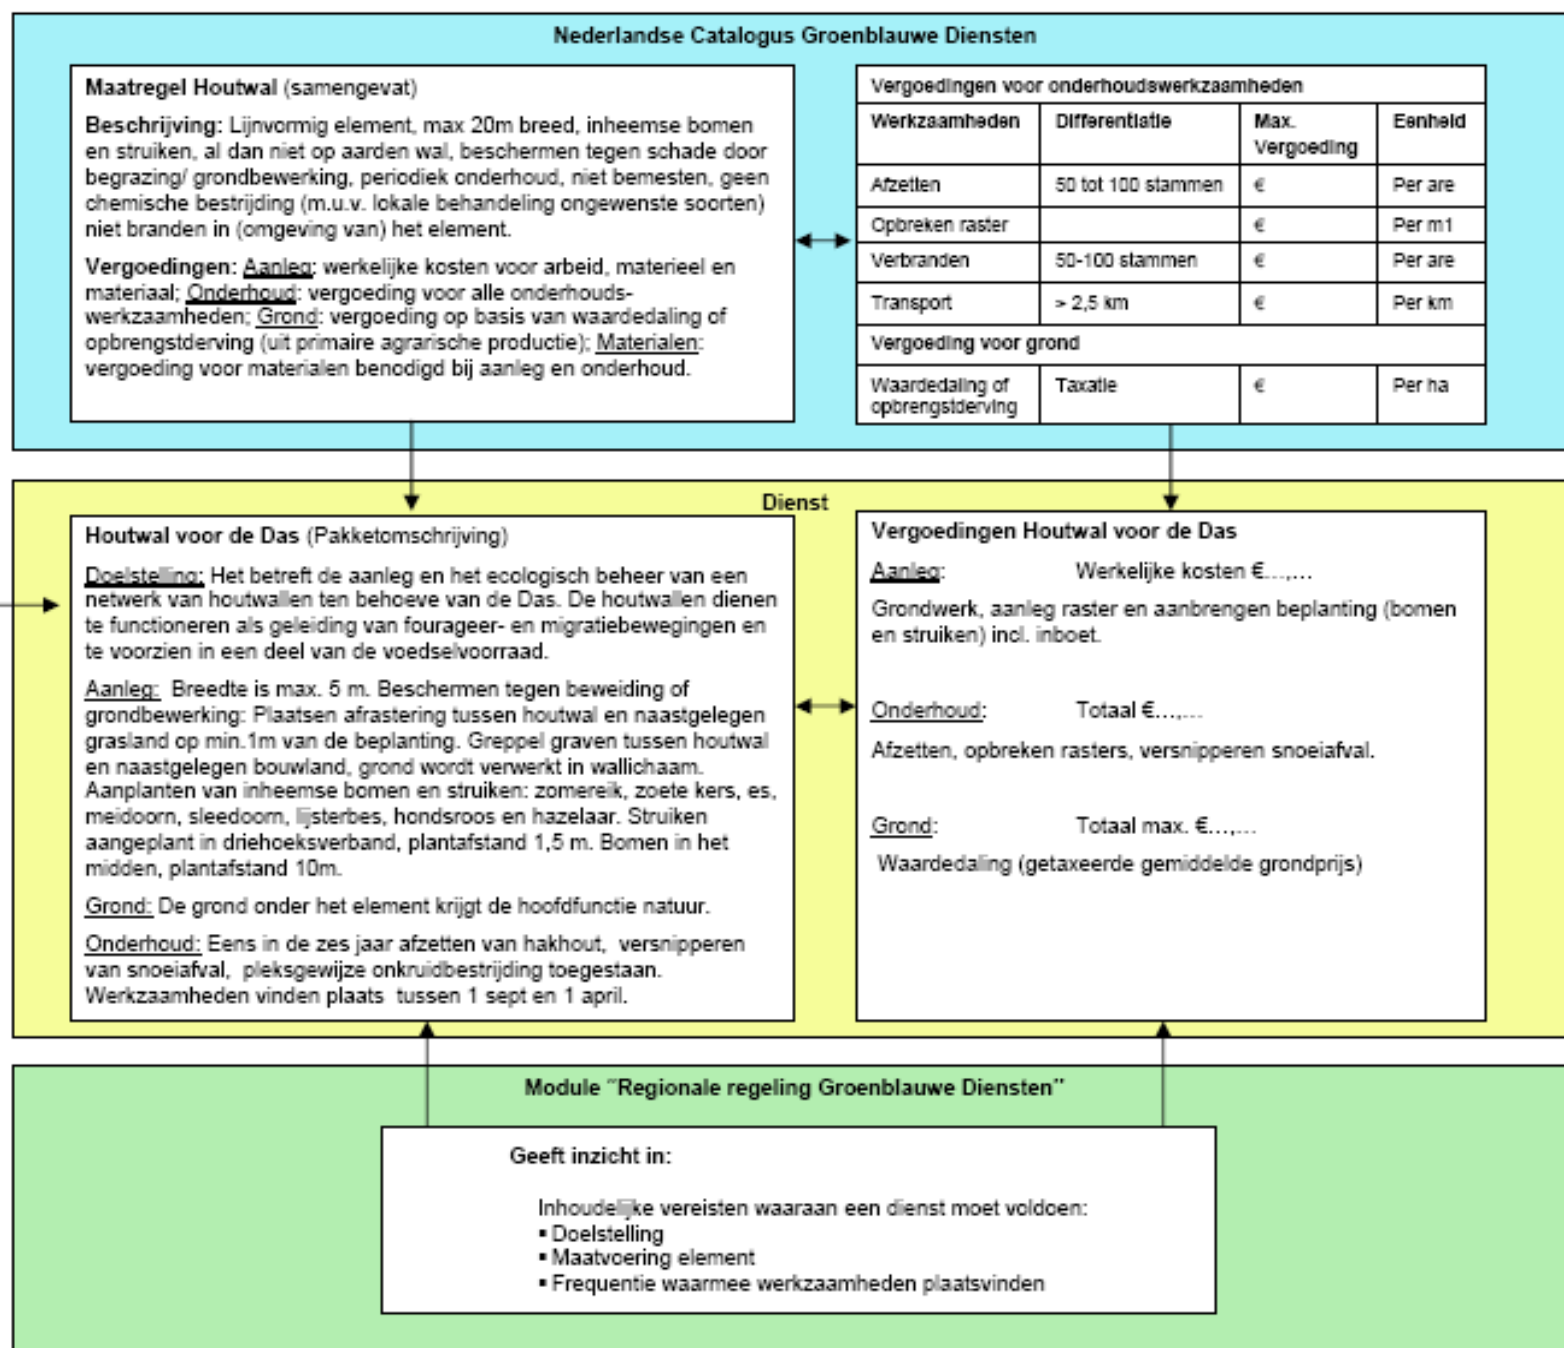 Nederlandse Catalogus Groenblauwe Diensten
Maatregel Houtwal (samengevat)
Beschrijving: Lijnvormig element, max 20m breed, inheemse bomen
en struiken, al dan niet op aarden wal, beschermen tegen schade door
begrazing/ grondbewerking, periodiek onderhoud, niet bemesten, geen
chemische bestrijding (m.u.v. lokale behandeling ongewenste soorten)
niet branden in (omgeving van) het element.
Vergoedingen: Aanleg: werkelijke kosten voor arbeid, materieel en
materiaal; Onderhoud: vergoeding voor alle onderhouds-
werkzaamheden; Grond: vergoeding op basis van waardedaling of
opbrengstderving (uit primaire agrarische productie); Materialen:
vergoeding voor materialen benodigd bij aanleg en onderhoud.
Vergoedingen voor onderhoudswerkzaamheden
Werkzaamheden Differentiatie Max. Eenheid
Vergoeding
Afzetten 50 tot 100 stammen € Per are
Opbreken raster € Per m1
Verbranden 50-100 stammen € Per are
Transport > 2,5 km € Per km
Vergoeding voor grond
Waardedaling of Taxatie € Per ha
opbrengstderving
Dienst
Houtwal voor de Das (Pakketomschrijving)
Doelstelling: Het betreft de aanleg en het ecologisch beheer van een
netwerk van houtwallen ten behoeve van de Das. De houtwallen dienen
te functioneren als geleiding van fourageer- en migratiebewegingen en
te voorzien in een deel van de voedselvoorraad.
Aanleg: Breedte is max. 5 m. Beschermen tegen beweiding of
grondbewerking: Plaatsen afrastering tussen houtwal en naastgelegen
grasland op min.1m van de beplanting. Greppel graven tussen houtwal
en naastgelegen bouwland, grond wordt verwerkt in wallichaam.
Aanplanten van inheemse bomen en struiken: zomereik, zoete kers, es,
meidoorn, sleedoorn, lijsterbes, hondsroos en hazelaar. Struiken
aangeplant in driehoeksverband, plantafstand 1,5 m. Bomen in het
midden, plantafstand 10m.
Grond: De grond onder het element krijgt de hoofdfunctie natuur.
Onderhoud: Eens in de zes jaar afzetten van hakhout, versnipperen
van snoeiafval, pleksgewijze onkruidbestrijding toegestaan.
Werkzaamheden vinden plaats tussen 1 sept en 1 april.
Vergoedingen Houtwal voor de Das
Aanleg: Werkelijke kosten €...,...
Grondwerk, aanleg raster en aanbrengen beplanting (bomen
en struiken) incl. inboet.
Onderhoud: Totaal €...,...
Afzetten, opbreken rasters, versnipperen snoeiafval.
Grond: Totaal max. €...,...
Waardedaling (getaxeerde gemiddelde grondprijs)
Module "Regionale regeling Groenblauwe Diensten"
Geeft inzicht in:
Inhoudelijke vereisten waaraan een dienst moet voldoen:
▪ Doelstelling
▪ Maatvoering element
▪ Frequentie waarmee werkzaamheden plaatsvinden